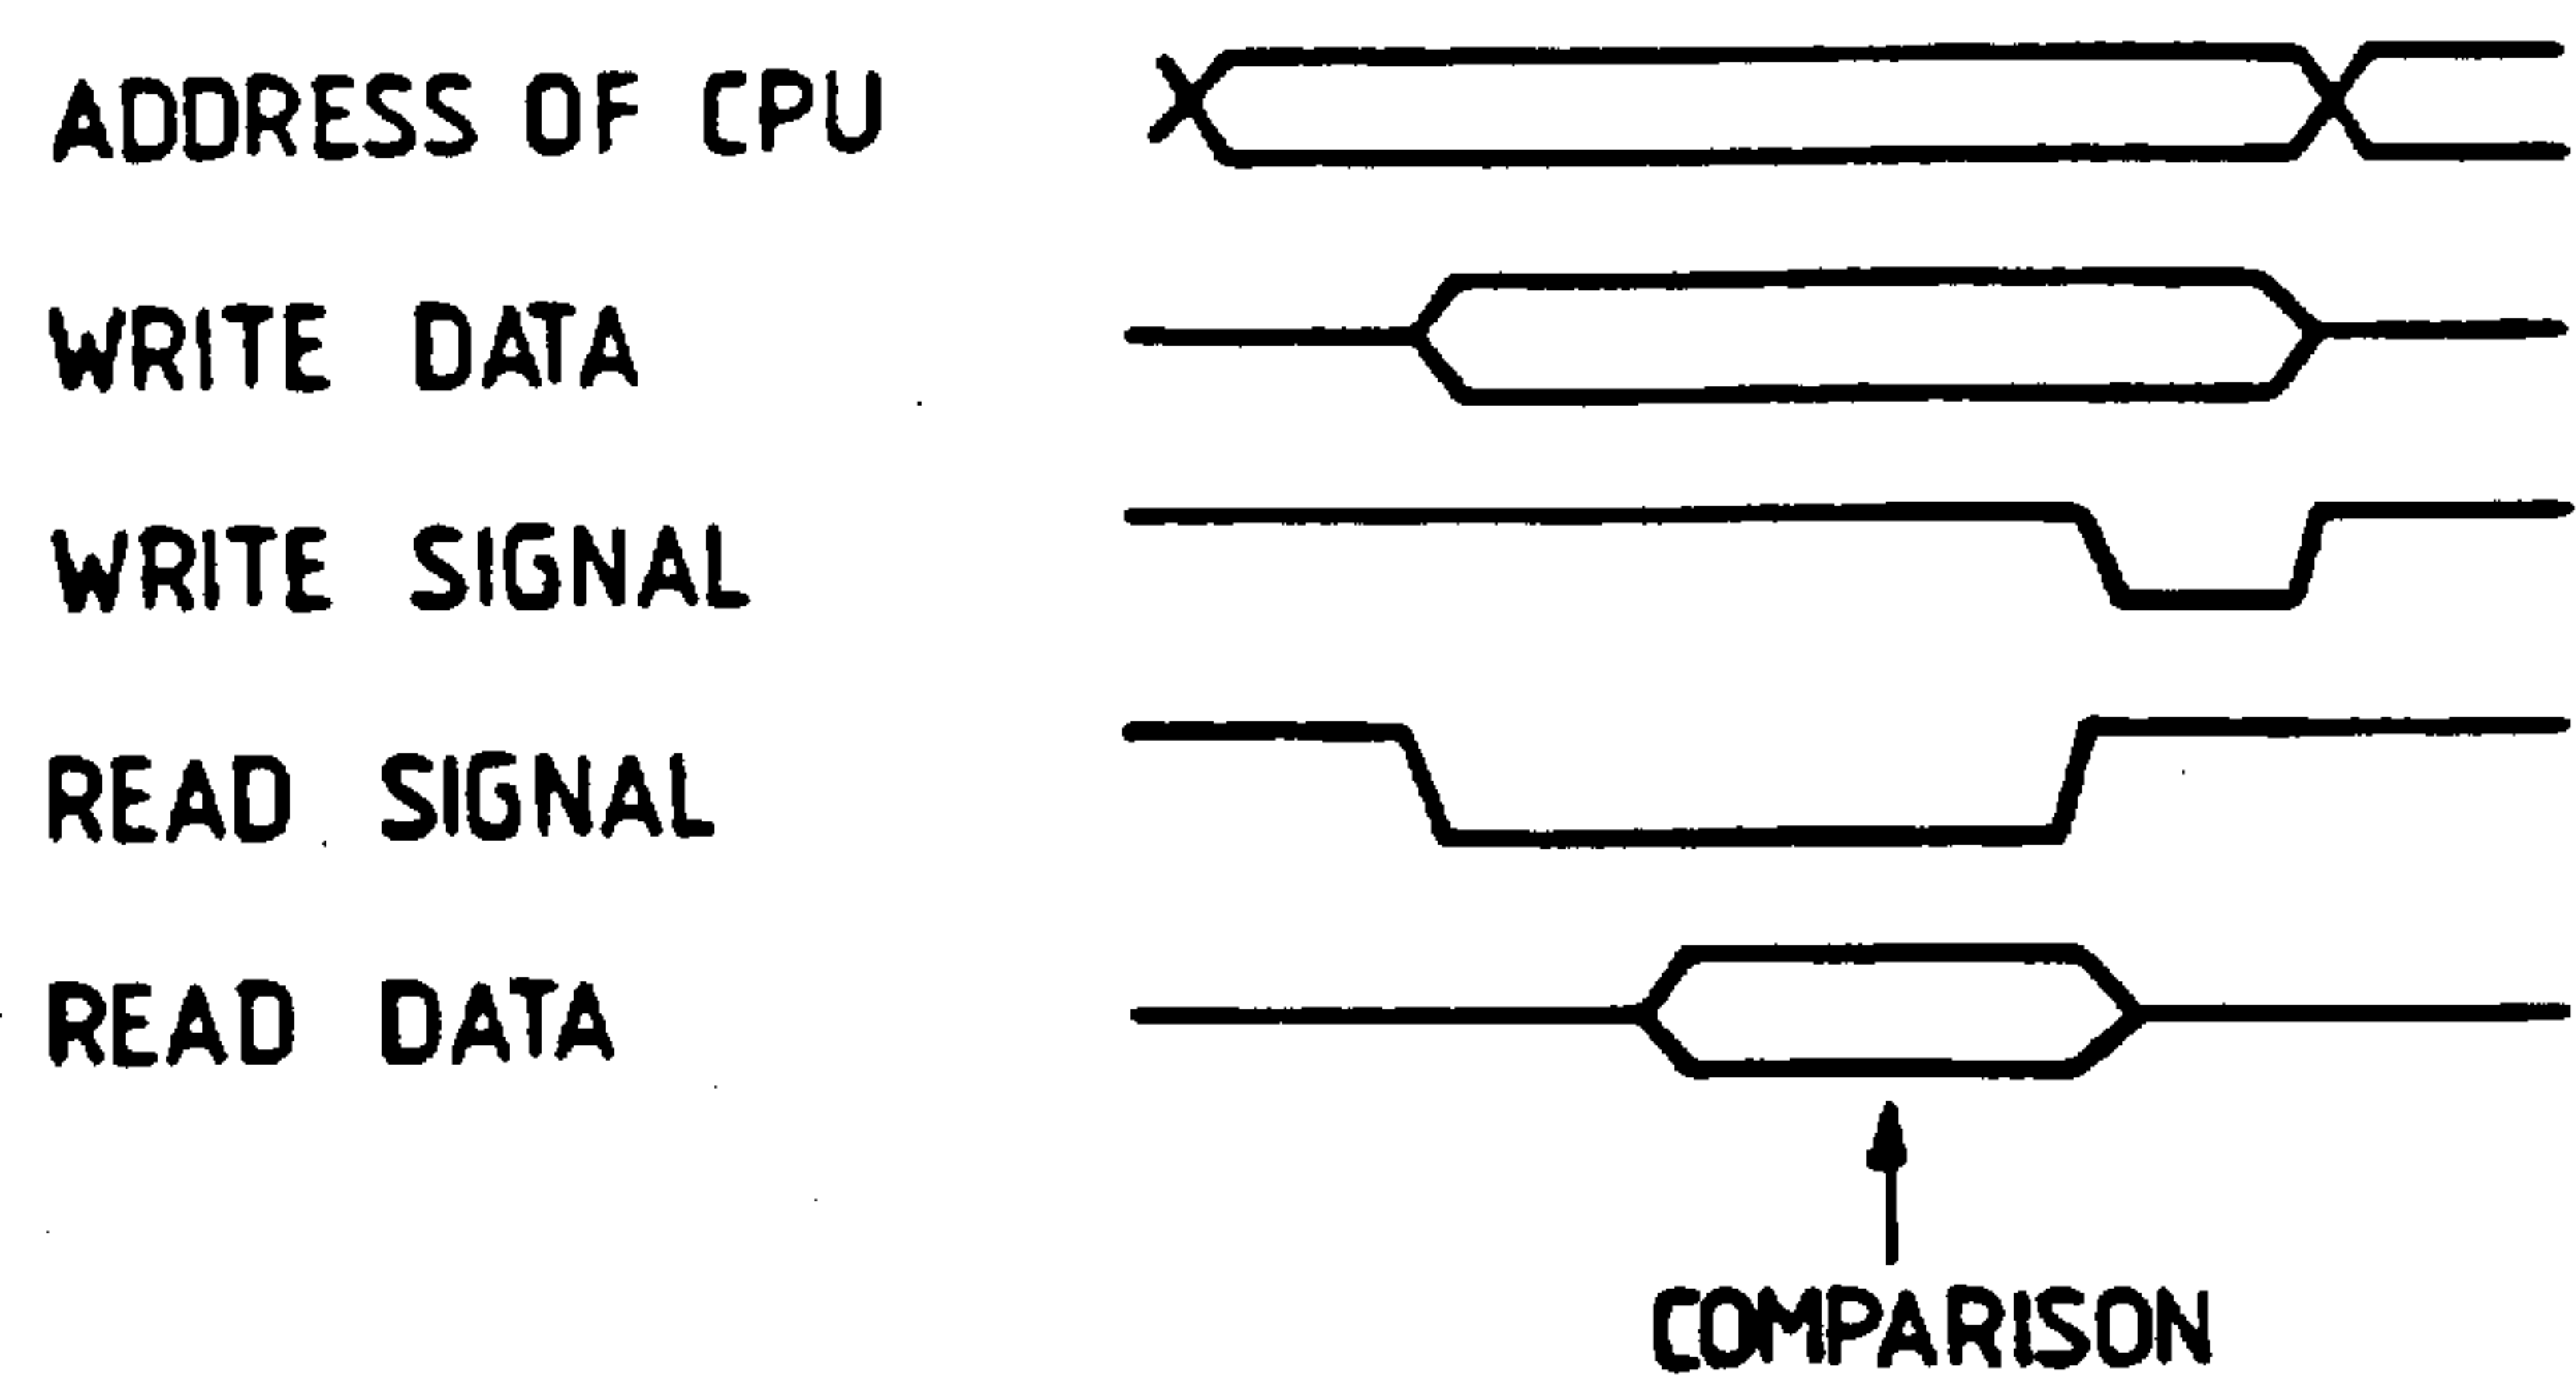 ADDRESS OF CPU
WRITE DATA
WRITE SIGNAL
READ SIGNAL
READ DATA
COMPARISON